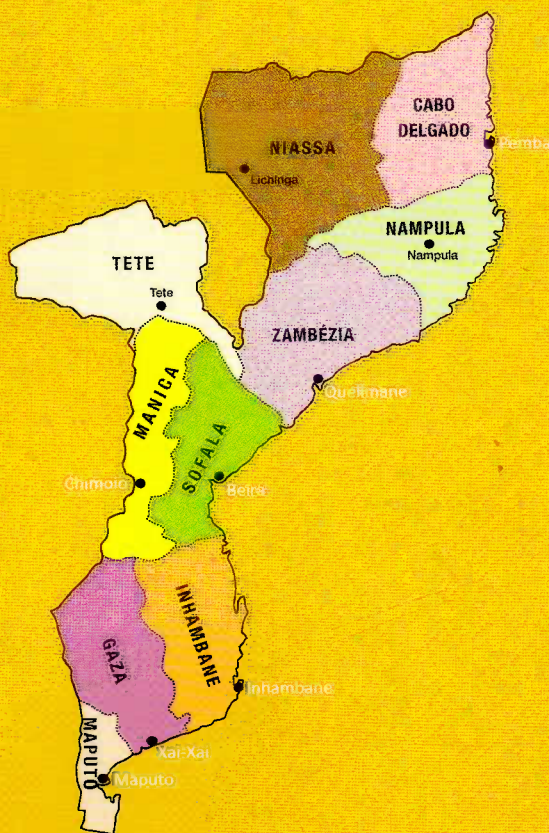 CABO
DELGADO
Pemba
NIASSA
Lichinga
NAMPULA
Nampula
TETE
Tete
ZAMBÉZIA
Quelimane
MANICA
SOFALA
Chimoio
Beira
INHAMBANE
GAZA
Inhambane
MAPUTO
Xai-Xai
Maputo